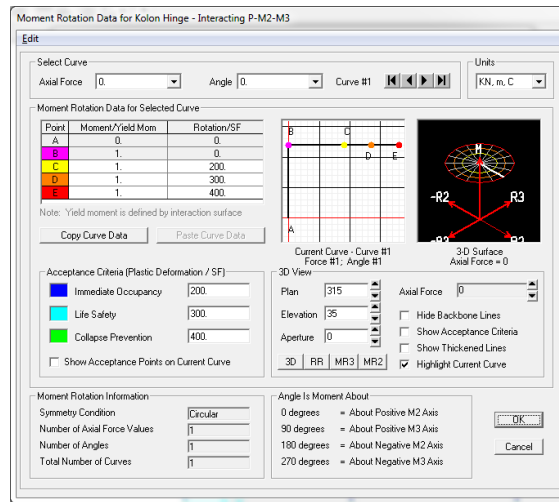 Moment Rotation Data for Kolon Hinge - Interacting P-M2-M3
Edit
Select Curve
Axial Force 0. Angle 0. Curve #1
Units
KN, m, C
Moment Rotation Data for Selected Curve
Point Moment/Yield Mom Rotation/SF
A 0. 0.
B 1. 0.
C 1. 200.
D 1. 300.
E 1. 400.
Note: Yield moment is defined by interaction surface
Copy Curve Data Paste Curve Data
B C
D E
A
Current Curve - Curve #1
Force #1; Angle #1
M
-R2 R3
-R3 R2
3-D Surface
Axial Force = 0
Acceptance Criteria (Plastic Deformation / SF)
Immediate Occupancy 200.
Life Safety 300.
Collapse Prevention 400.
Show Acceptance Points on Current Curve
3D View
Plan 315
Elevation 35
Aperture 0
3D RR MR3 MR2
Axial Force 0
Hide Backbone Lines
Show Acceptance Criteria
Show Thickened Lines
Highlight Current Curve
Moment Rotation Information
Symmetry Condition Circular
Number of Axial Force Values 1
Number of Angles 1
Total Number of Curves 1
Angle Is Moment About
0 degrees = About Positive M2 Axis
90 degrees = About Positive M3 Axis
180 degrees = About Negative M2 Axis
270 degrees = About Negative M3 Axis
OK
Cancel